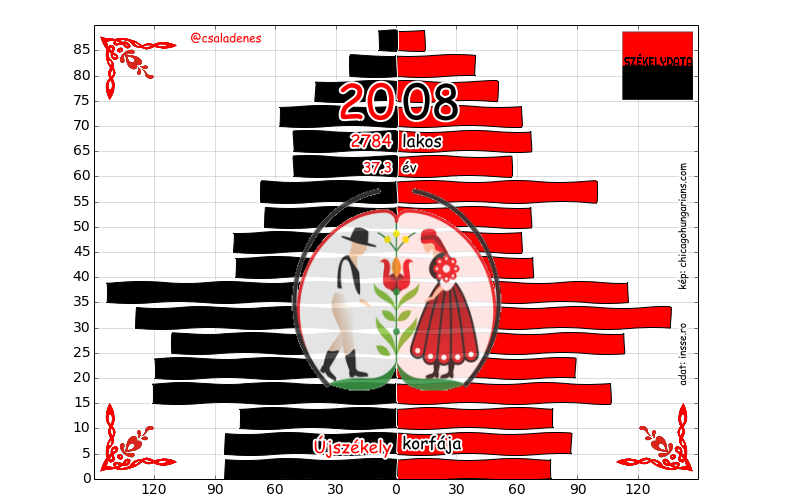 @csaladenes
SZÉKELYDATA
2008
2784 lakos
37.3 év
kép: chicagohungarians.com
adat: insse.ro
Újszékely korfája
85
80
75
70
65
60
55
50
45
40
35
30
25
20
15
10
5
0
120 90 60 30 0 30 60 90 120